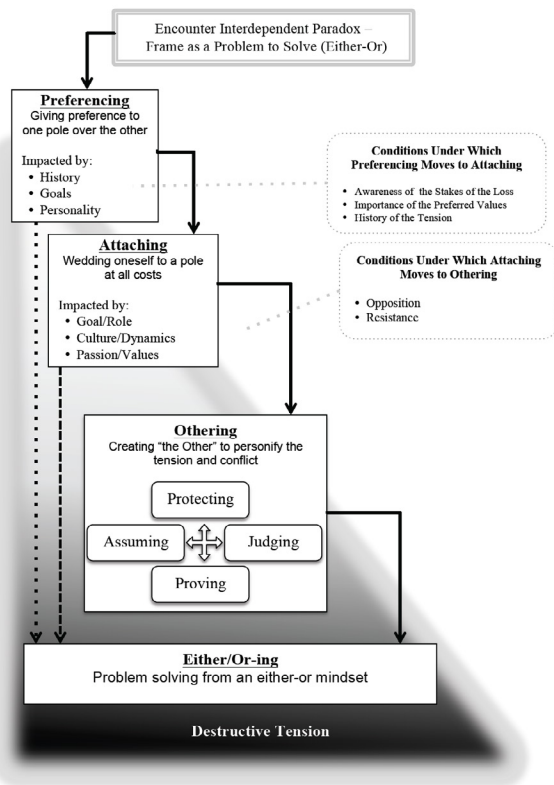 Encounter Interdependent Paradox –
Frame as a Problem to Solve (Either-Or)
Preferencing
Giving preference to
one pole over the other
Impacted by:
• History
• Goals
• Personality
Conditions Under Which
Preferencing Moves to Attaching
• Awareness of the Stakes of the Loss
• Importance of the Preferred Values
• History of the Tension
Attaching
Wedding oneself to a pole
at all costs
Impacted by:
• Goal/Role
• Culture/Dynamics
• Passion/Values
Conditions Under Which Attaching
Moves to Othering
• Opposition
• Resistance
Othering
Creating “the Other” to personify the
tension and conflict
Protecting
Assuming
Judging
Proving
Either/Or-ing
Problem solving from an either-or mindset
Destructive Tension